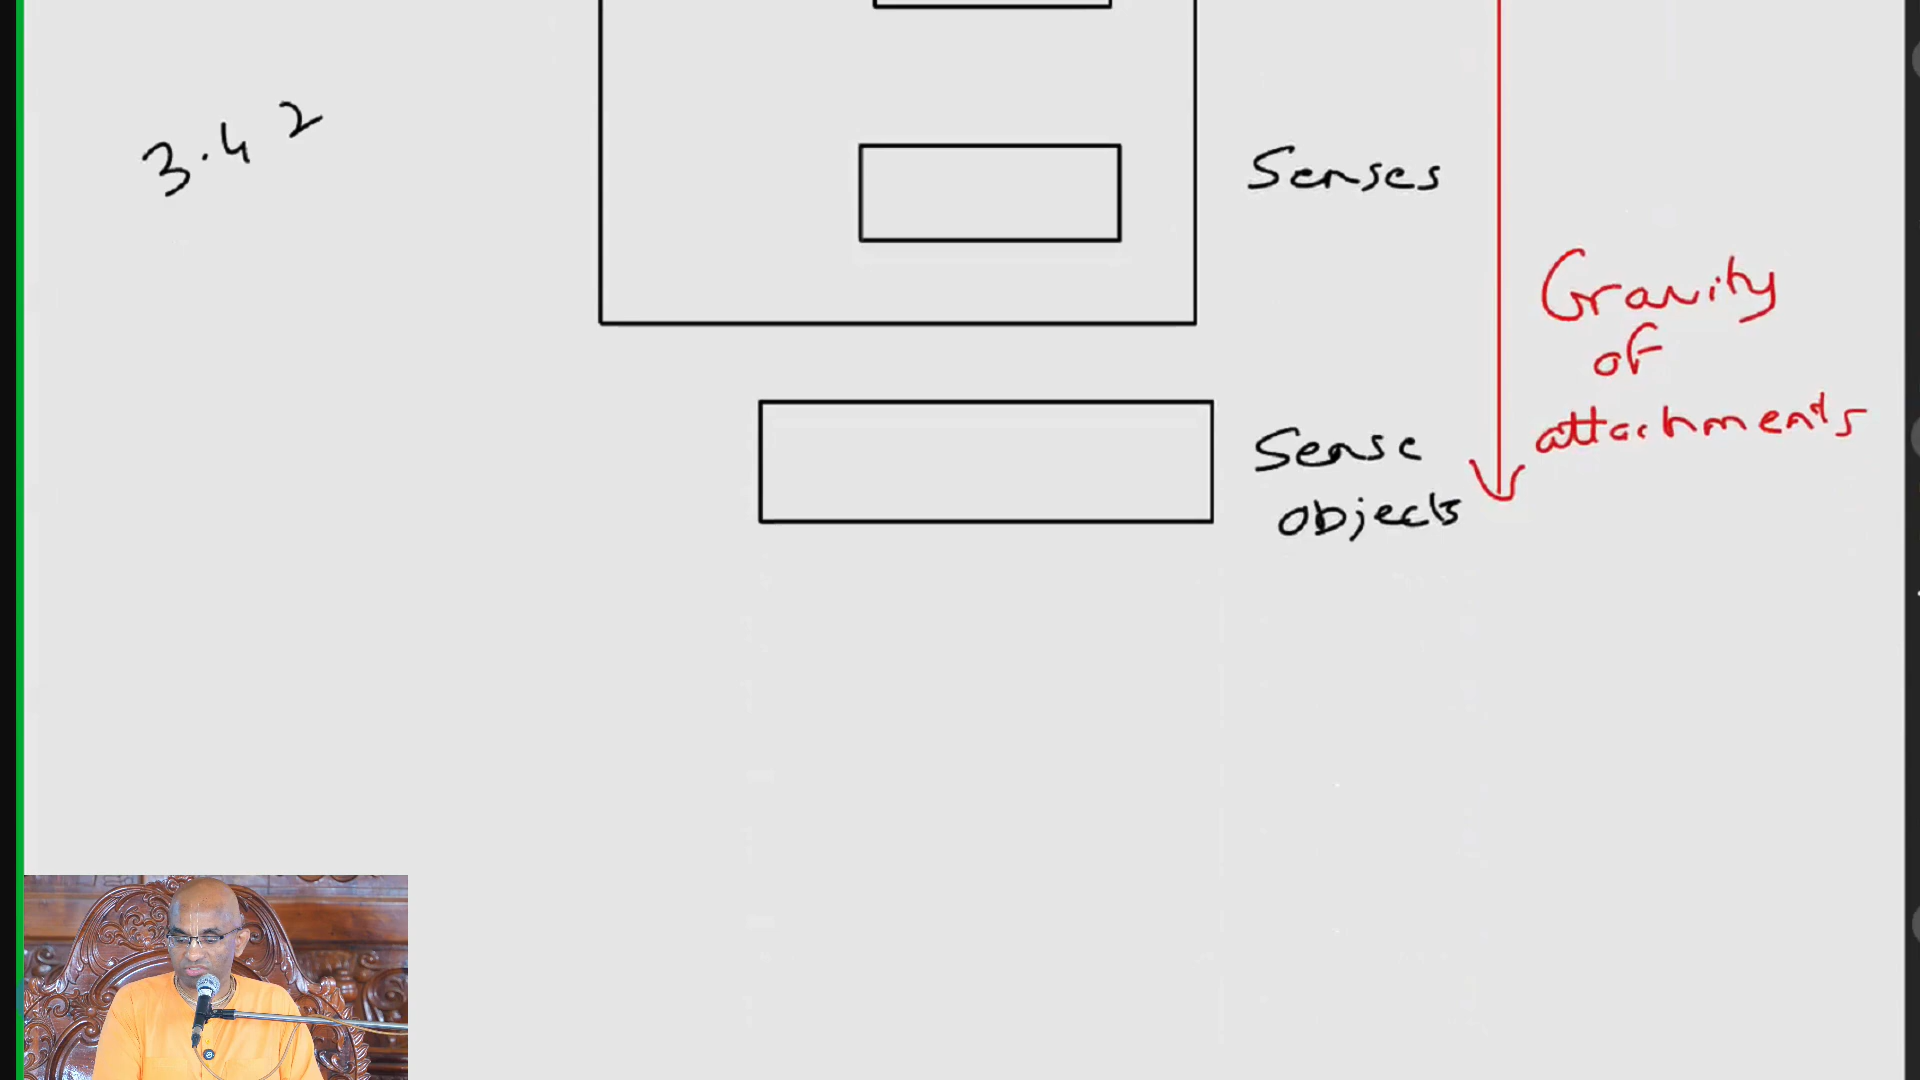 3.42
Senses
Gravity
of
attachments
Sense
objects